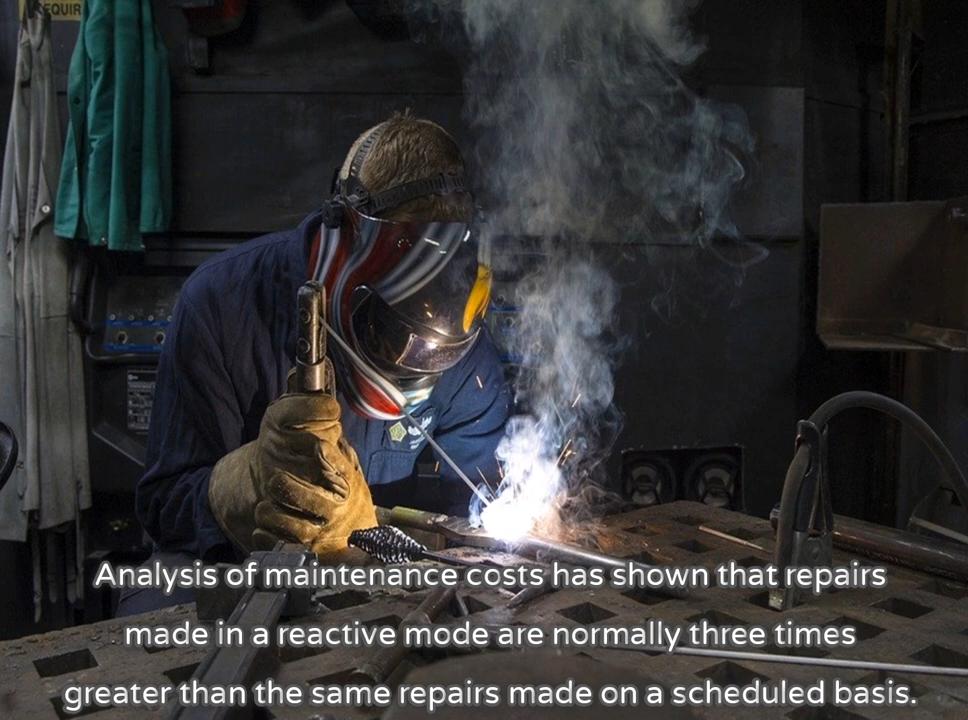 EQUIR
Analysis of maintenance costs has shown that repairs
made in a reactive mode are normally three times
greater than the same repairs made on a scheduled basis.